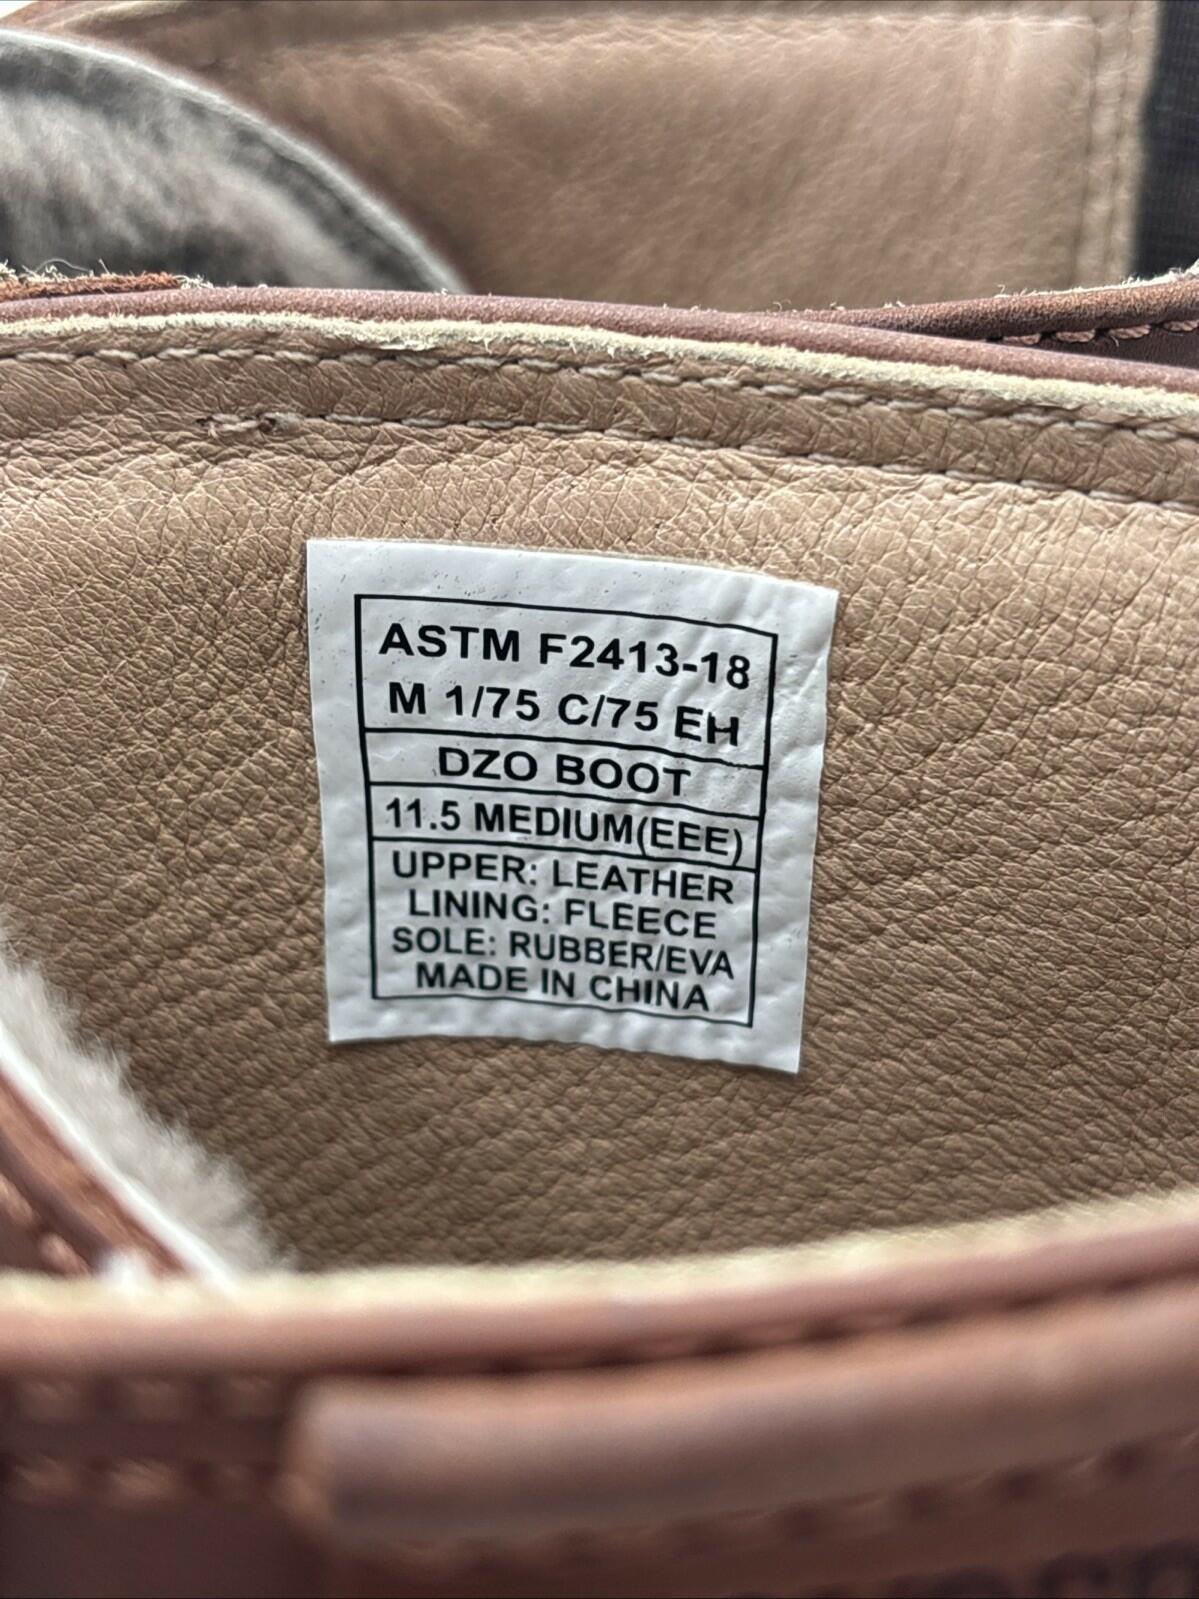 ASTM F2413-18
M 1/75 C/75 EH
DZO BOOT
11.5 MEDIUM(EEE)
UPPER: LEATHER
LINING: FLEECE
SOLE: RUBBER/EVA
MADE IN CHINA